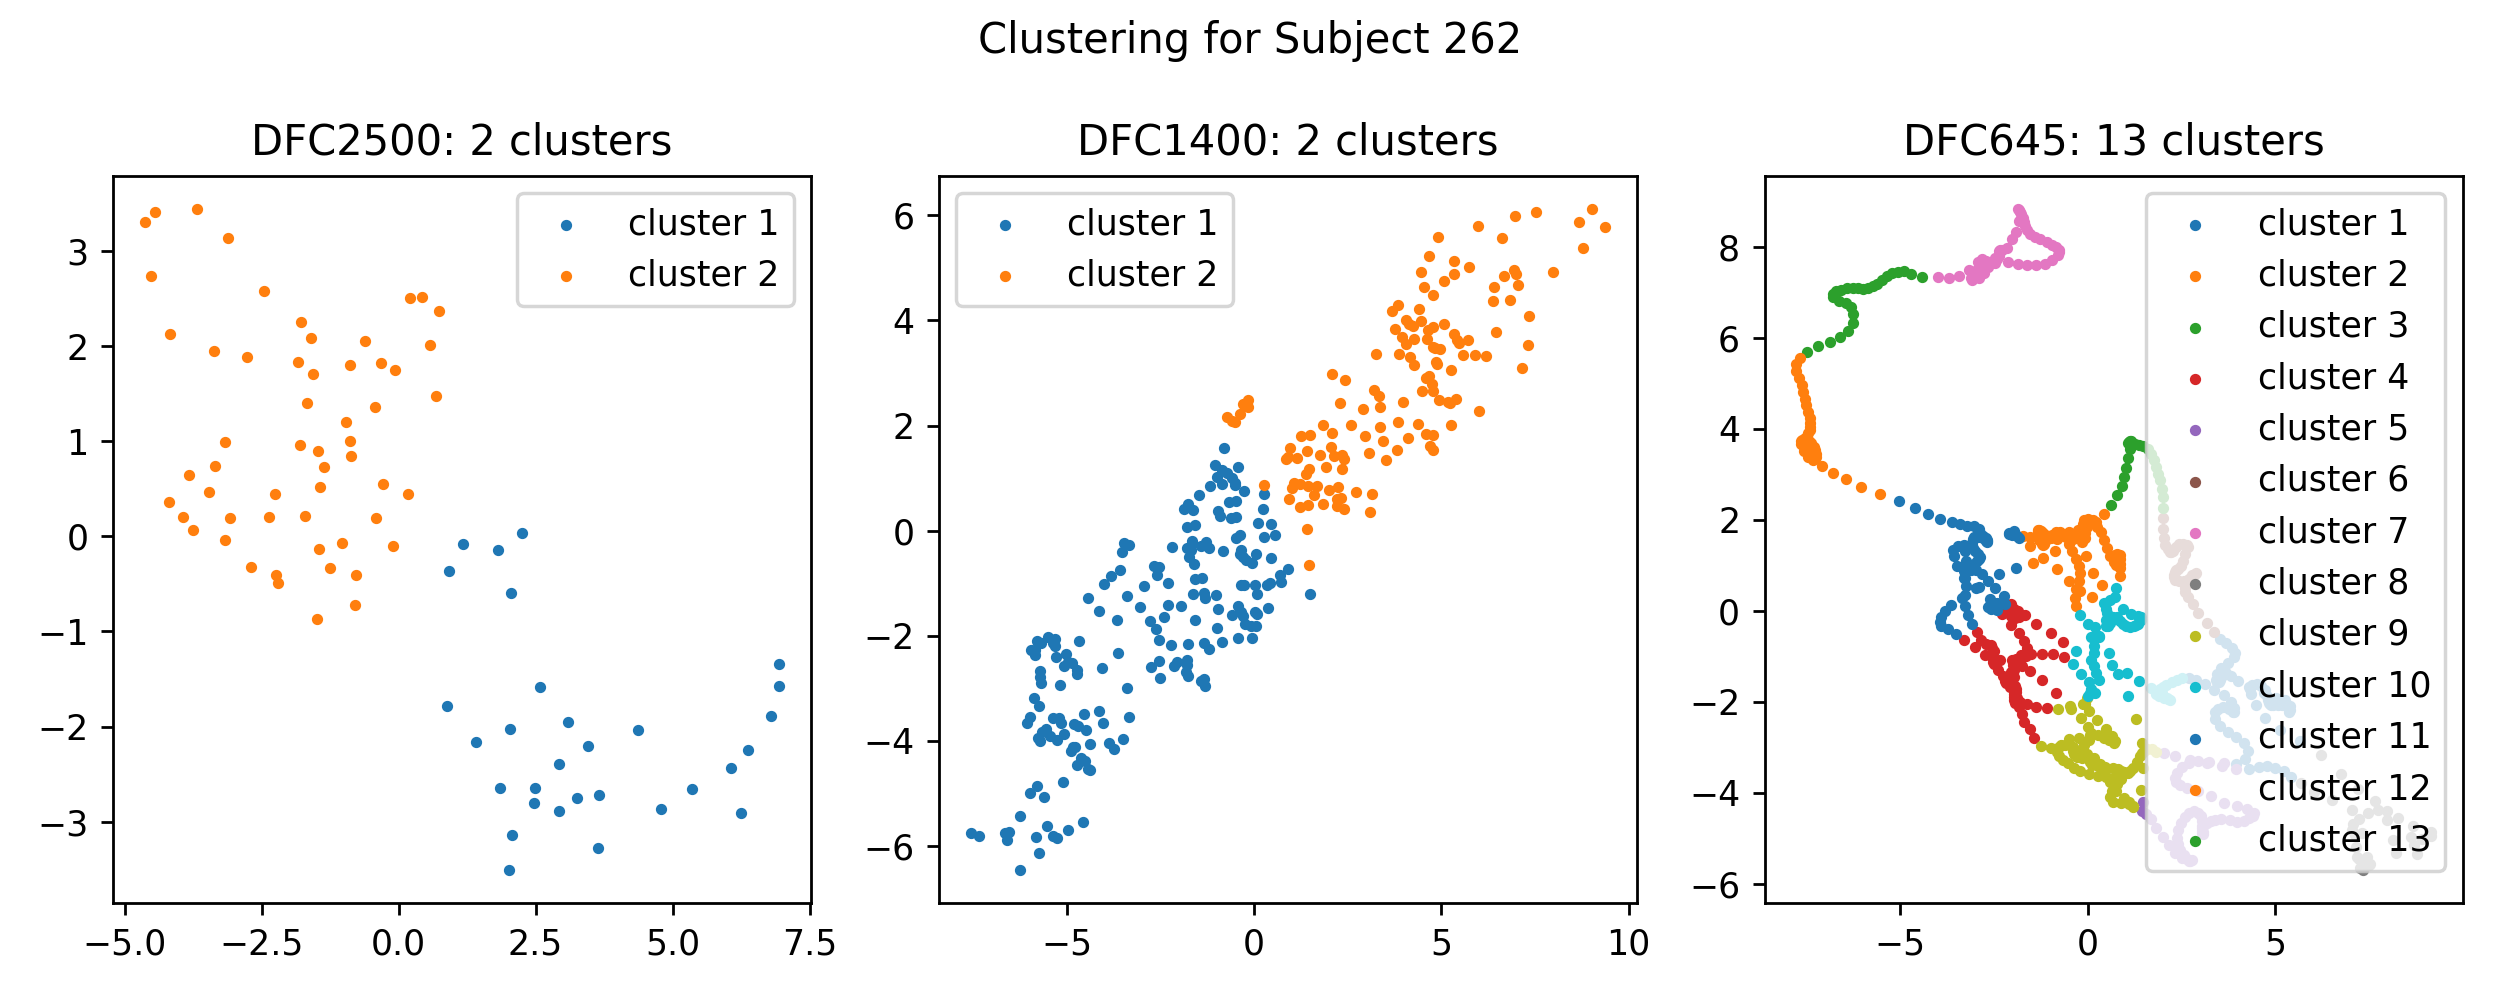 Clustering for Subject 262
DFC2500: 2 clusters
cluster 1
cluster 2
3
2
1
0
−1
−2
−3
−5.0
−2.5
0.0
2.5
5.0
7.5
DFC1400: 2 clusters
cluster 1
cluster 2
6
4
2
0
−2
−4
−6
−5
0
5
10
DFC645: 13 clusters
cluster 1
cluster 2
cluster 3
cluster 4
cluster 5
cluster 6
cluster 7
cluster 8
cluster 9
cluster 10
cluster 11
cluster 12
cluster 13
8
6
4
2
0
−2
−4
−6
−5
0
5